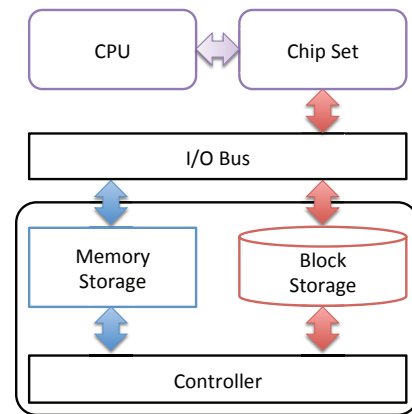 CPU
Chip Set
I/O Bus
Memory
Storage
Block
Storage
Controller